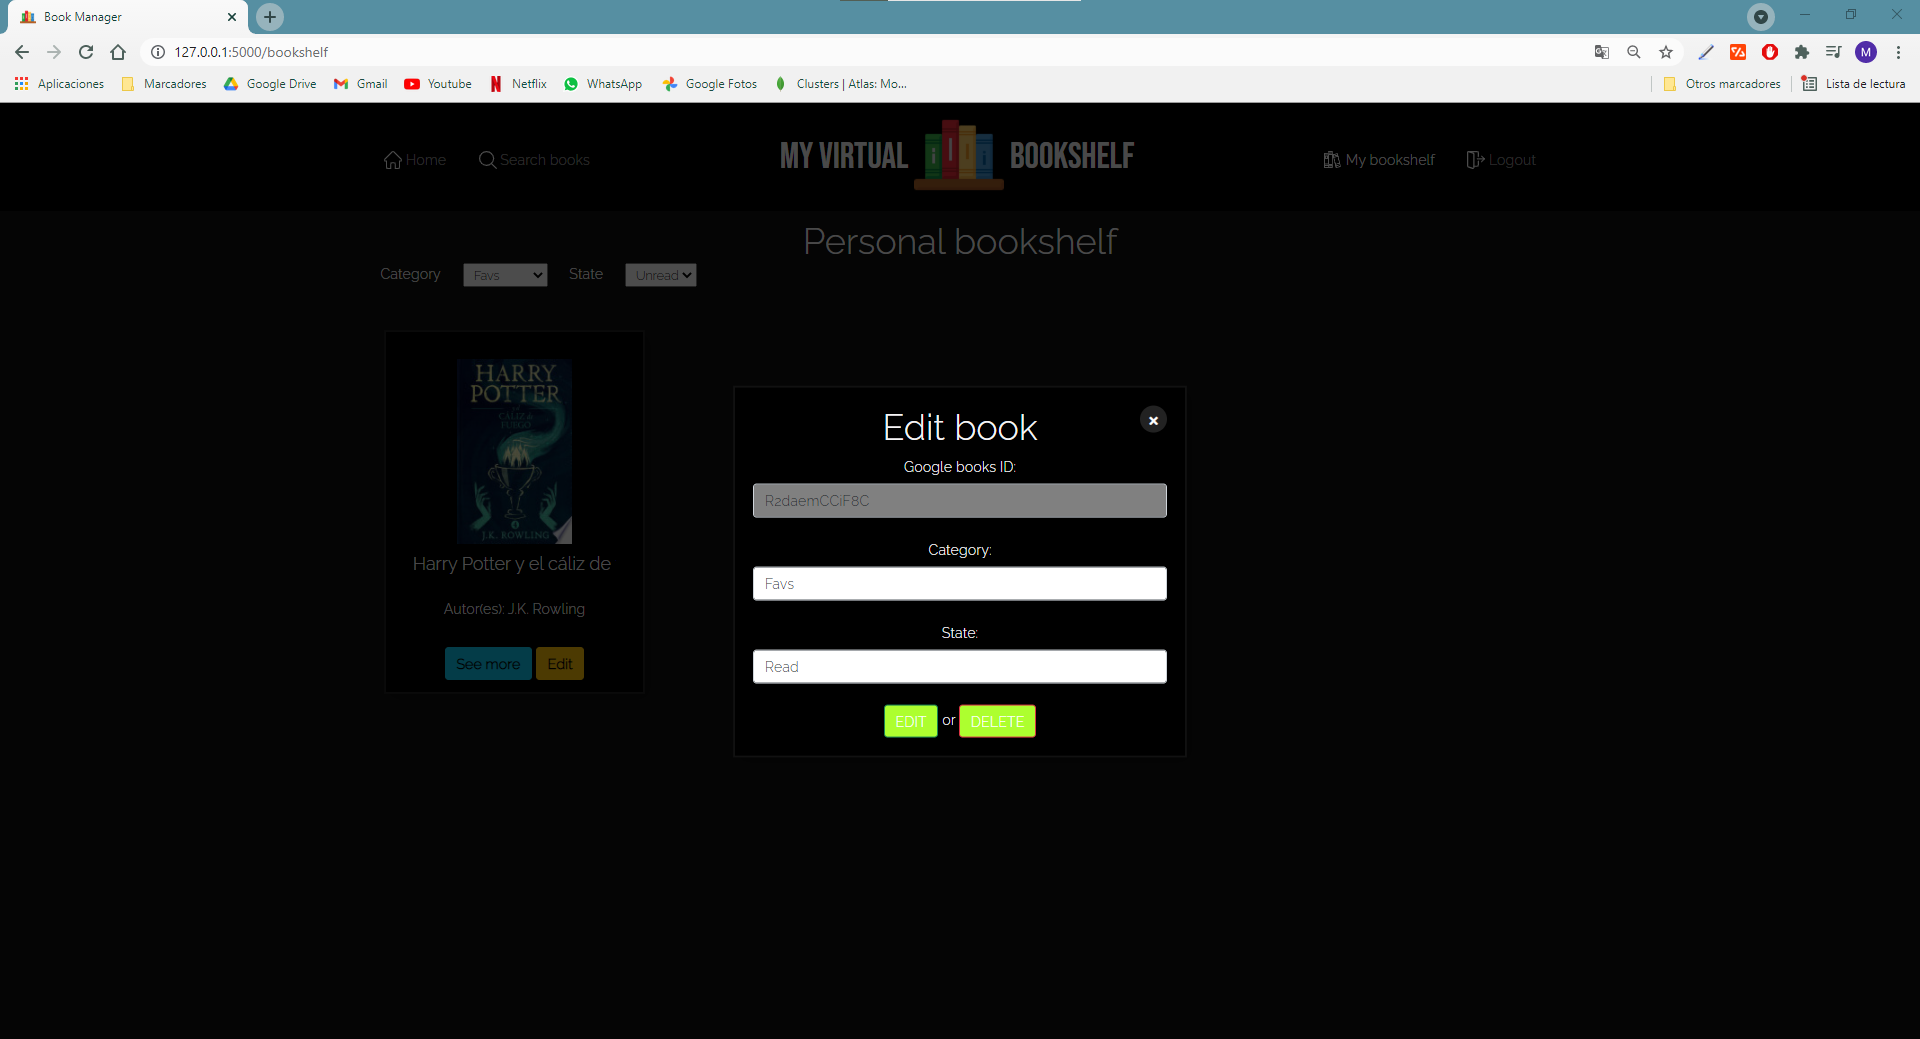 Book Manager
127.0.0.1:5000/bookshelf
M
Aplicaciones Marcadores Google Drive Gmail Youtube Netflix WhatsApp Google Fotos Clusters | Atlas: Mo... Otros marcadores Lista de lectura
Home Search books MY VIRTUAL BOOKSHELF My bookshelf Logout
Personal bookshelf
Category Favs State Unread
HARRY
POTTER
CÁLIZ de
FUEGO
J.K. ROWLING
Harry Potter y el cáliz de
Autor(es): J.K. Rowling
See more Edit
Edit book
Google books ID:
R2daemCCiF8C
Category:
Favs
State:
Read
EDIT or DELETE